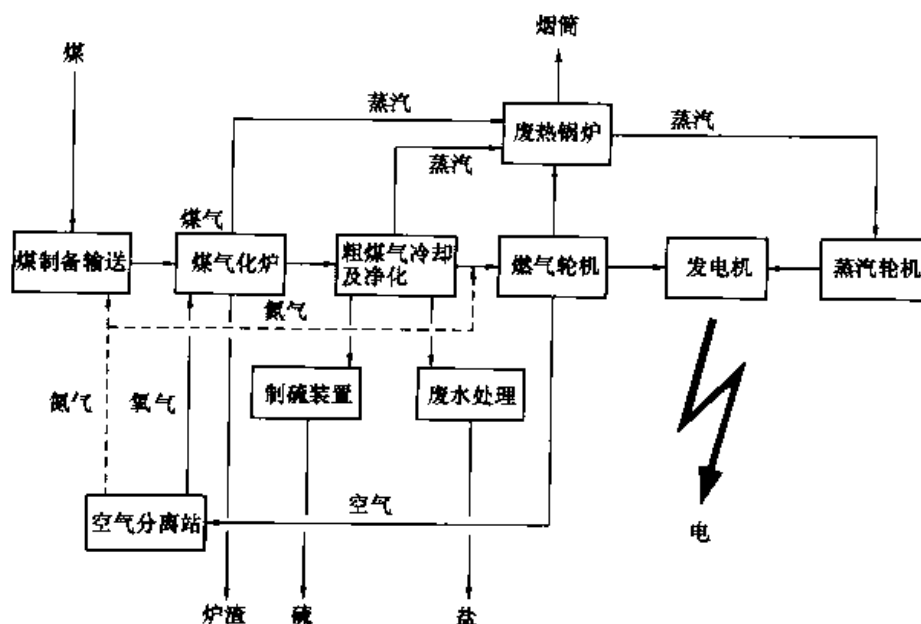 烟筒
煤
蒸汽
废热锅炉
蒸汽
蒸汽
煤气
煤制备输送
煤气化炉
粗煤气冷却
及净化
燃气轮机
发电机
蒸汽轮机
氮气
制硫装置
废水处理
氮气
氧气
空气分离站
空气
电
炉渣
硫
盐